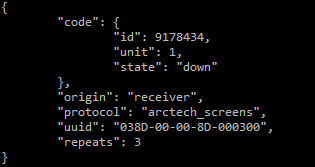 {
"code": {
"id": 9178434,
"unit": 1,
"state": "down"
},
"origin": "receiver",
"protocol": "arctech_screens",
"uuid": "038D-00-00-8D-000300",
"repeats": 3
}